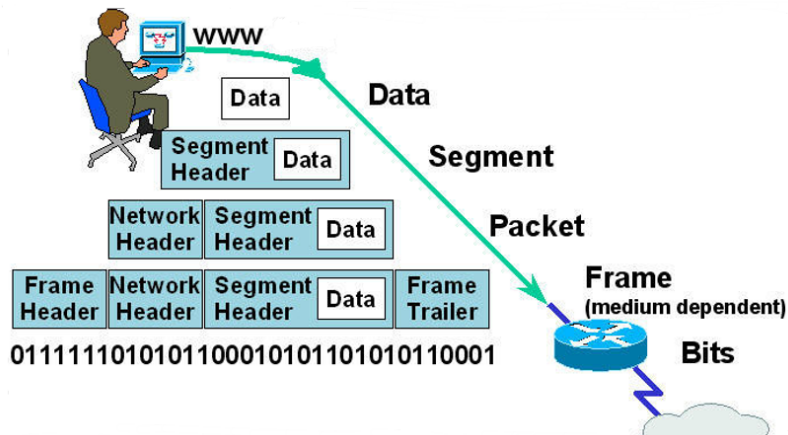 WWW
Data
Data
Segment
Header
Data
Segment
Network
Header
Segment
Header
Data
Packet
Frame
Header
Network
Header
Segment
Header
Data
Frame
Trailer
Frame
(medium dependent)
0111111010101100010101101010110001
Bits